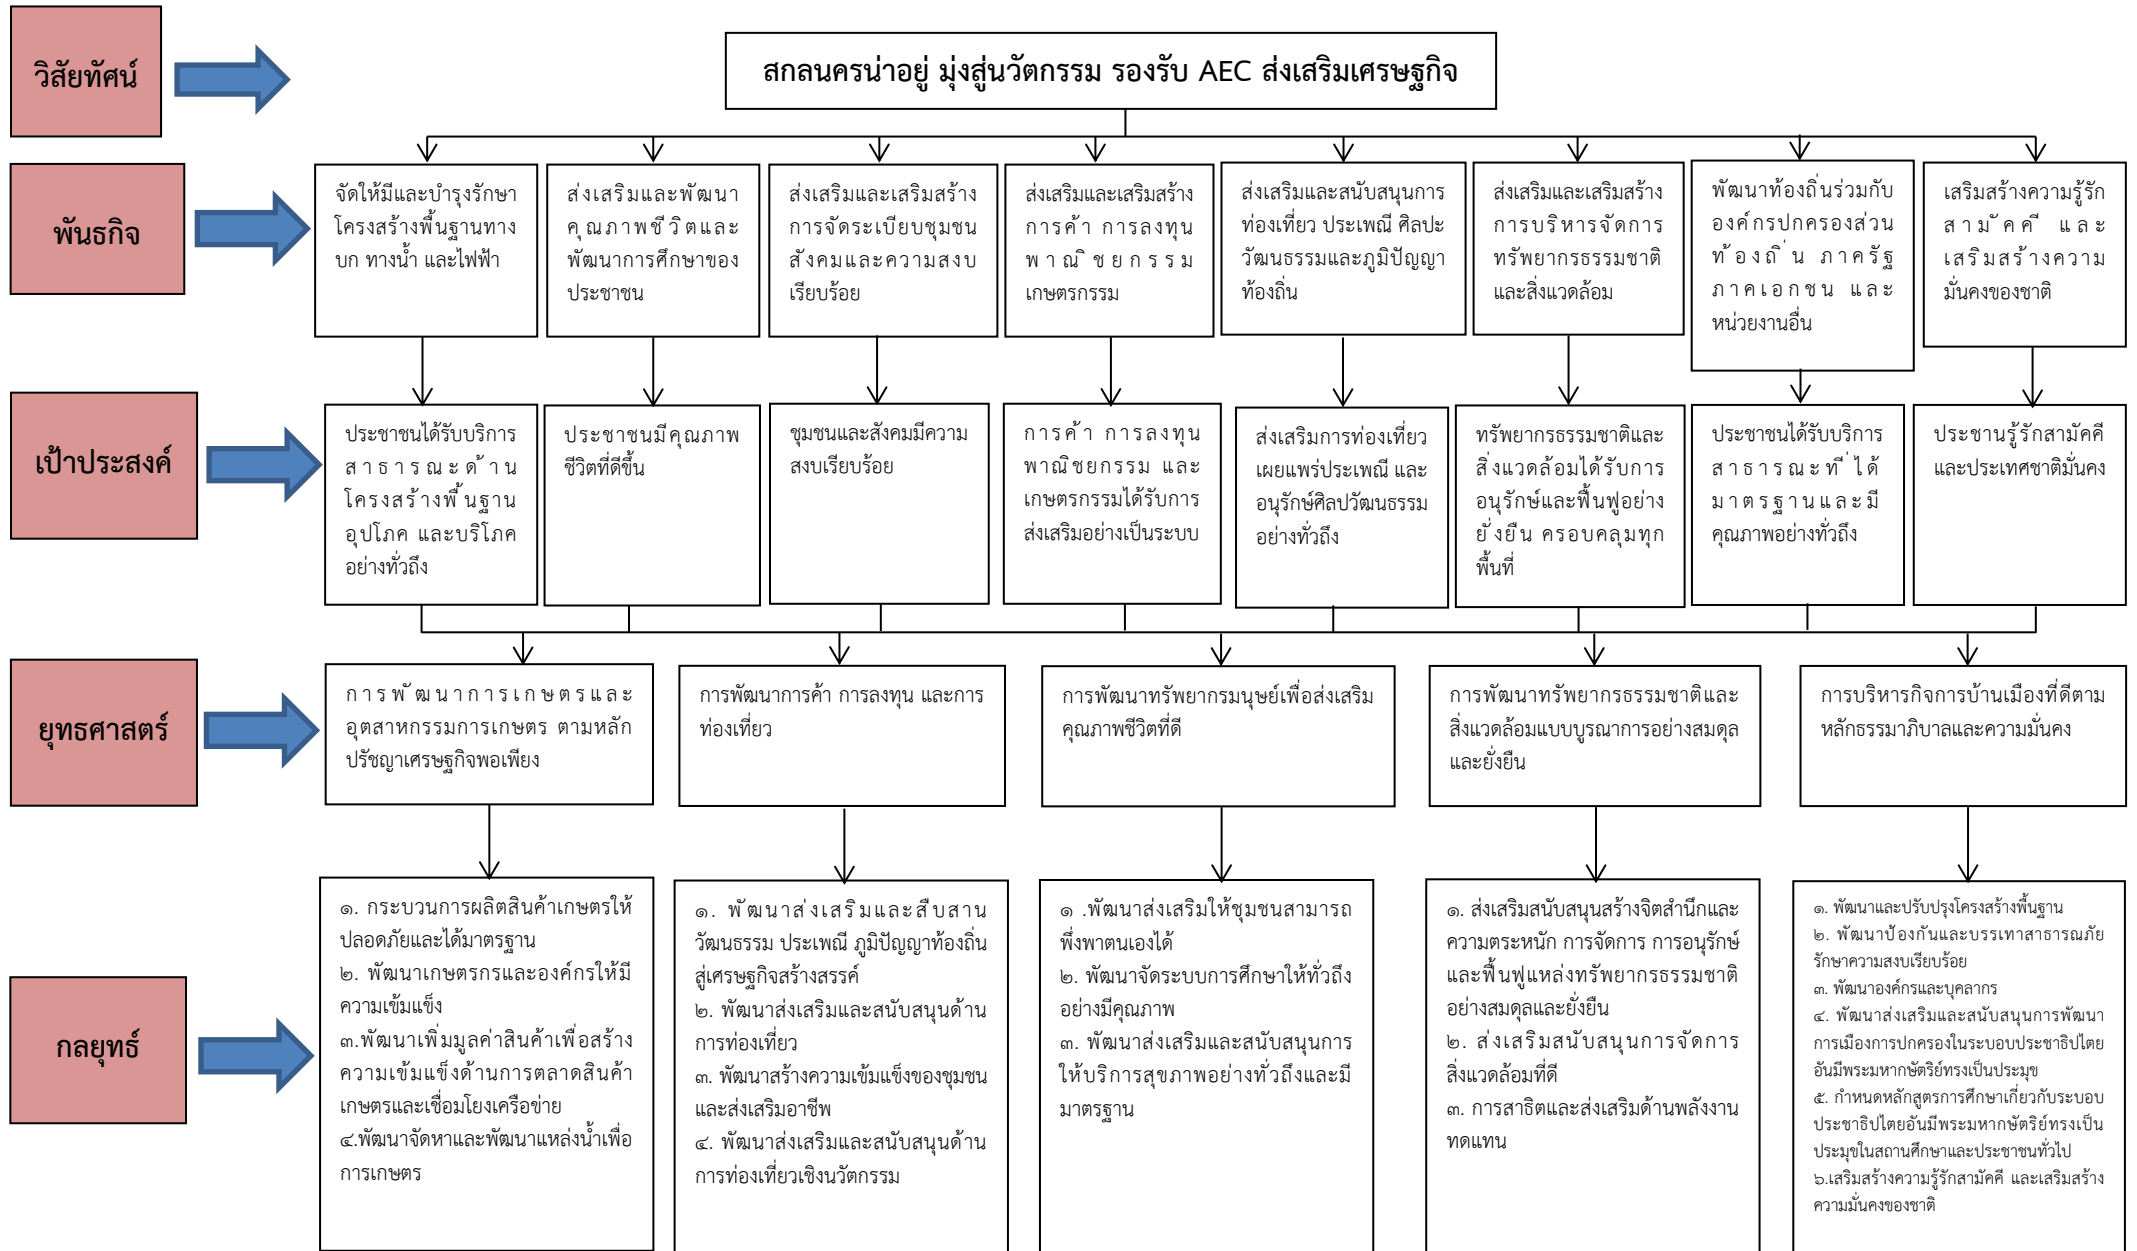 วิสัยทัศน์
สกลนครน่าอยู่ มุ่งสู่นวัตกรรม รองรับ AEC ส่งเสริมเศรษฐกิจ
พันธกิจ
จัดให้มีและบำรุงรักษา
โครงสร้างพื้นฐานทาง
บก ทางน้ำ และไฟฟ้า
ส่งเสริมและพัฒนา
คุณภาพชีวิตและ
พัฒนาการศึกษาของ
ประชาชน
ส่งเสริมและเสริมสร้าง
การจัดระเบียบชุมชน
สังคมและความสงบ
เรียบร้อย
ส่งเสริมและเสริมสร้าง
การค้า การลงทุน
พาณิชยกรรม
เกษตรกรรม
ส่งเสริมและสนับสนุนการ
ท่องเที่ยว ประเพณี ศิลปะ
วัฒนธรรมและภูมิปัญญา
ท้องถิ่น
ส่งเสริมและเสริมสร้าง
การบริหารจัดการ
ทรัพยากรธรรมชาติ
และสิ่งแวดล้อม
พัฒนาท้องถิ่นร่วมกับ
องค์กรปกครองส่วน
ท้องถิ่น ภาครัฐ
ภาคเอกชน และ
หน่วยงานอื่น
เสริมสร้างความรู้รัก
สามัคคี และ
เสริมสร้างความ
มั่นคงของชาติ
เป้าประสงค์
ประชาชนได้รับบริการ
สาธารณะด้าน
โครงสร้างพื้นฐาน
อุปโภค และบริโภค
อย่างทั่วถึง
ประชาชนมีคุณภาพ
ชีวิตที่ดีขึ้น
ชุมชนและสังคมมีความ
สงบเรียบร้อย
การค้า การลงทุน
พาณิชยกรรม และ
เกษตรกรรมได้รับการ
ส่งเสริมอย่างเป็นระบบ
ส่งเสริมการท่องเที่ยว
เผยแพร่ประเพณี และ
อนุรักษ์ศิลปวัฒนธรรม
อย่างทั่วถึง
ทรัพยากรธรรมชาติและ
สิ่งแวดล้อมได้รับการ
อนุรักษ์และฟื้นฟูอย่าง
ยั่งยืน ครอบคลุมทุก
พื้นที่
ประชาชนได้รับบริการ
สาธารณะที่ได้
มาตรฐานและมี
คุณภาพอย่างทั่วถึง
ประชานรู้รักสามัคคี
และประเทศชาติมั่นคง
ยุทธศาสตร์
การพัฒนาการเกษตรและ
อุตสาหกรรมการเกษตร ตามหลัก
ปรัชญาเศรษฐกิจพอเพียง
การพัฒนาการค้า การลงทุน และการ
ท่องเที่ยว
การพัฒนาทรัพยากรมนุษย์เพื่อส่งเสริม
คุณภาพชีวิตที่ดี
การพัฒนาทรัพยากรธรรมชาติและ
สิ่งแวดล้อมแบบบูรณาการอย่างสมดุล
และยั่งยืน
การบริหารกิจการบ้านเมืองที่ดีตาม
หลักธรรมาภิบาลและความมั่นคง
กลยุทธ์
๑. กระบวนการผลิตสินค้าเกษตรให้
ปลอดภัยและได้มาตรฐาน
๒. พัฒนาเกษตรกรและองค์กรให้มี
ความเข้มแข็ง
๓.พัฒนาเพิ่มมูลค่าสินค้าเพื่อสร้าง
ความเข้มแข็งด้านการตลาดสินค้า
เกษตรและเชื่อมโยงเครือข่าย
๔.พัฒนาจัดหาและพัฒนาแหล่งน้ำเพื่อ
การเกษตร
๑. พัฒนาส่งเสริมและสืบสาน
วัฒนธรรม ประเพณี ภูมิปัญญาท้องถิ่น
สู่เศรษฐกิจสร้างสรรค์
๒. พัฒนาส่งเสริมและสนับสนุนด้าน
การท่องเที่ยว
๓. พัฒนาสร้างความเข้มแข็งของชุมชน
และส่งเสริมอาชีพ
๔. พัฒนาส่งเสริมและสนับสนุนด้าน
การท่องเที่ยวเชิงนวัตกรรม
๑ .พัฒนาส่งเสริมให้ชุมชนสามารถ
พึ่งพาตนเองได้
๒. พัฒนาจัดระบบการศึกษาให้ทั่วถึง
อย่างมีคุณภาพ
๓. พัฒนาส่งเสริมและสนับสนุนการ
ให้บริการสุขภาพอย่างทั่วถึงและมี
มาตรฐาน
๑. ส่งเสริมสนับสนุนสร้างจิตสำนึกและ
ความตระหนัก การจัดการ การอนุรักษ์
และฟื้นฟูแหล่งทรัพยากรธรรมชาติ
อย่างสมดุลและยั่งยืน
๒. ส่งเสริมสนับสนุนการจัดการ
สิ่งแวดล้อมที่ดี
๓. การสาธิตและส่งเสริมด้านพลังงาน
ทดแทน
๑. พัฒนาและปรับปรุงโครงสร้างพื้นฐาน
๒. พัฒนาป้องกันและบรรเทาสาธารณภัย
รักษาความสงบเรียบร้อย
๓. พัฒนาองค์กรและบุคลากร
๔. พัฒนาส่งเสริมและสนับสนุนการพัฒนา
การเมืองการปกครองในระบอบประชาธิปไตย
อันมีพระมหากษัตริย์ทรงเป็นประมุข
๕. กำหนดหลักสูตรการศึกษาเกี่ยวกับระบอบ
ประชาธิปไตยอันมีพระมหากษัตริย์ทรงเป็น
ประมุขในสถานศึกษาและประชาชนทั่วไป
๖.เสริมสร้างความรู้รักสามัคคี และเสริมสร้าง
ความมั่นคงของชาติ